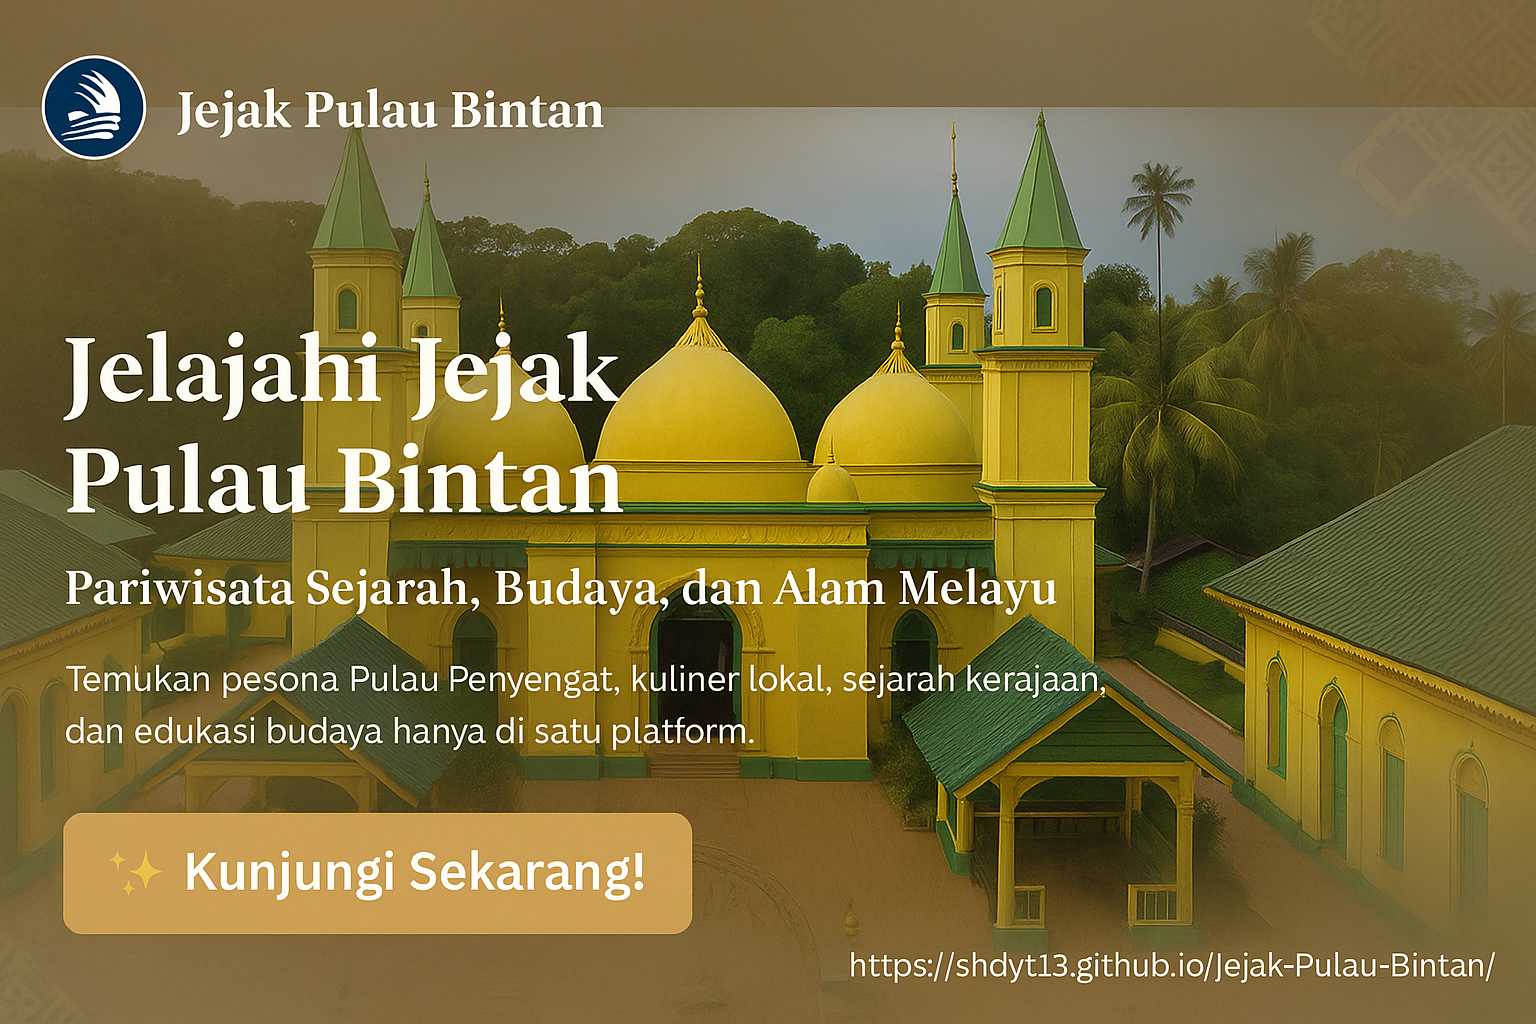 Jejak Pulau Bintan
Jelajahi Jejak
Pulau Bintan
Pariwisata Sejarah, Budaya, dan Alam Melayu
Temukan pesona Pulau Penyengat, kuliner lokal, sejarah kerajaan,
dan edukasi budaya hanya di satu platform.
✨ Kunjungi Sekarang!
https://shdyt13.github.io/Jejak-Pulau-Bintan/